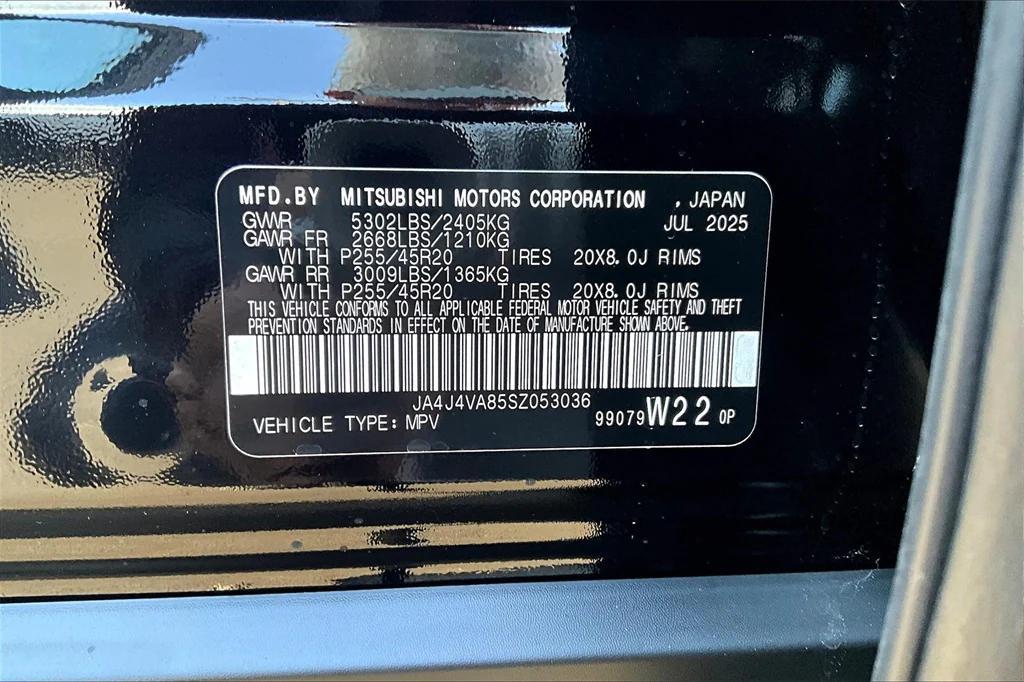 MFD.BY MITSUBISHI MOTORS CORPORATION , JAPAN
GVWR 5302LBS/2405KG JUL 2025
GAWR FR 2668LBS/1210KG
WITH P255/45R20 TIRES 20X8.0J RIMS
GAWR RR 3009LBS/1365KG
WITH P255/45R20 TIRES 20X8.0J RIMS
THIS VEHICLE CONFORMS TO ALL APPLICABLE FEDERAL MOTOR VEHICLE SAFETY AND THEFT
PREVENTION STANDARDS IN EFFECT ON THE DATE OF MANUFACTURE SHOWN ABOVE.
JA4J4VA85SZ053036
VEHICLE TYPE: MPV 99079 W22 0P